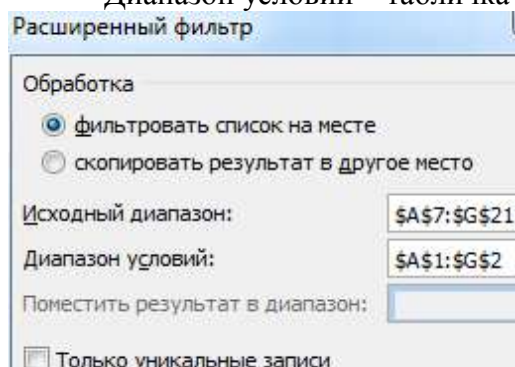 Диапазон условий – табличка
Расширенный фильтр
Обработка
фильтровать список на месте
скопировать результат в другое место
Исходный диапазон: $A$7:$G$21
Диапазон условий: $A$1:$G$2
Поместить результат в диапазон:
Только уникальные записи